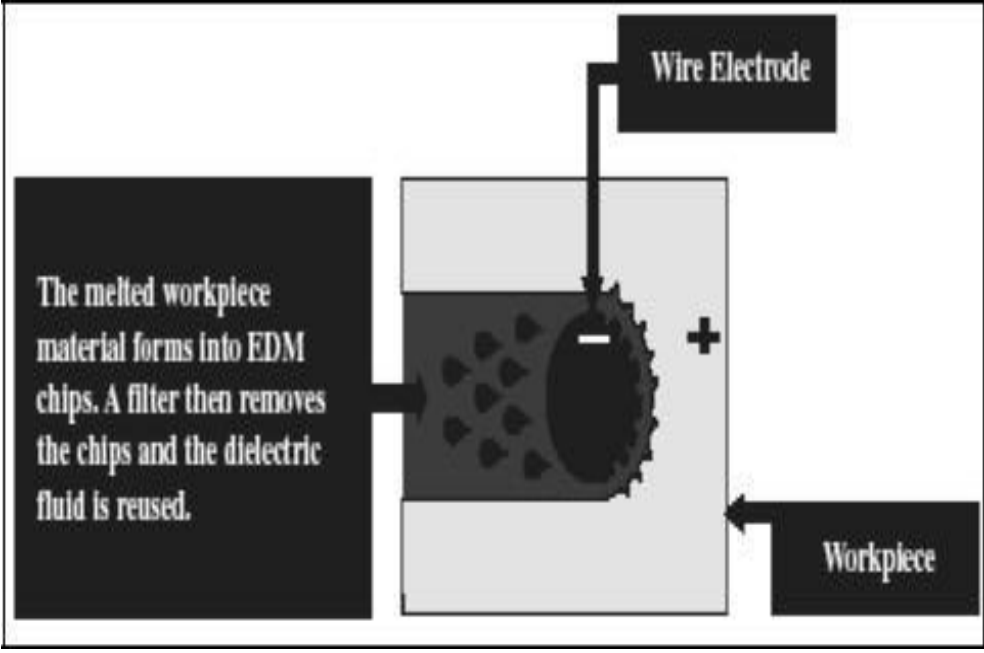 Wire Electrode
The melted workpiece
material forms into EDM
chips. A filter then removes
the chips and the dielectric
fluid is reused.
−
+
Workpiece